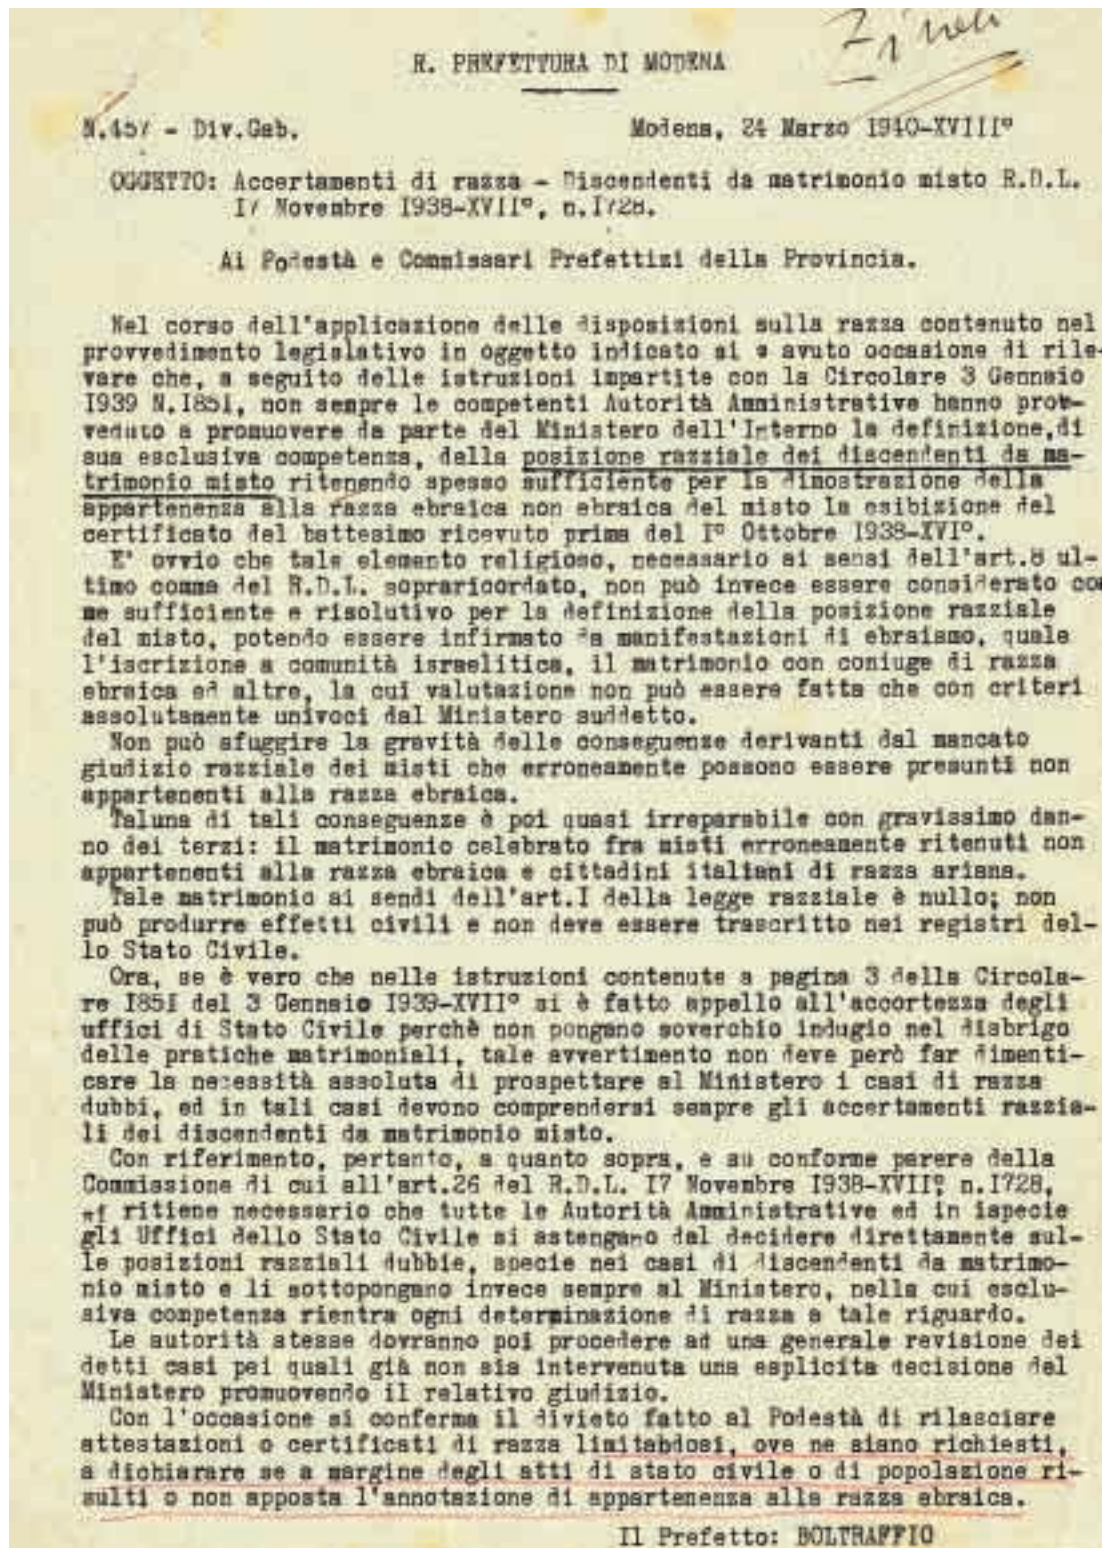 R. PREFETTURA DI MODENA
N.457 - Div.Gab. Modena, 24 Marzo 1940-XVIII°
OGGETTO: Accertamenti di razza - Discendenti da matrimonio misto R.D.L.
I7 Novembre I938-XVII°, n.I728.
Ai Podestà e Commissari Prefettizi della Provincia.
Nel corso dell'applicazione delle disposizioni sulla razza contenuto nel
provvedimento legislativo in oggetto indicato si è avuto occasione di rile-
vare che, a seguito delle istruzioni impartite con la Circolare 3 Gennaio
I939 N.I85I, non sempre le competenti Autorità Amministrative hanno prov-
veduto a promuovere da parte del Ministero dell'Interno la definizione,di
sua esclusiva competenza, della posizione razziale dei discendenti da ma-
trimonio misto ritenendo spesso sufficiente per la dimostrazione della
appartenenza alla razza ebraica non ebraica del misto la esibizione del
certificato del battesimo ricevuto prima del I° Ottobre I938-XVI°.
E' ovvio che tale elemento religioso, necessario ai sensi dell'art.8 ul-
timo comma del R.D.L. sopraricordato, non può invece essere considerato co
me sufficiente e risolutivo per la definizione della posizione razziale
del misto, potendo essere infirmato da manifestazioni di ebraismo, quale
l'iscrizione a comunità israelitica, il matrimonio con coniuge di razza
ebraica ed altre, la cui valutazione non può essere fatta che con criteri
assolutamente univoci dal Ministero suddetto.
Non può sfuggire la gravità delle conseguenze derivanti dal mancato
giudizio razziale dei misti che erroneamente possono essere presunti non
appartenenti alla razza ebraica.
Taluna di tali conseguenze è poi quasi irreparabile con gravissimo dan-
no dei terzi: il matrimonio celebrato fra misti erroneamente ritenuti non
appartenenti alla razza ebraica e cittadini italiani di razza ariana.
Tale matrimonio ai sendi dell'art.I della legge razziale è nullo; non
può produrre effetti civili e non deve essere trascritto nei registri del-
lo Stato Civile.
Ora, se è vero che nelle istruzioni contenute a pagina 3 della Circola-
re I85I del 3 Gennaio I939-XVII° si è fatto appello all'accortezza degli
uffici di Stato Civile perchè non pongano soverchio indugio nel disbrigo
delle pratiche matrimoniali, tale avvertimento non deve però far dimenti-
care la necessità assoluta di prospettare al Ministero i casi di razza
dubbi, ed in tali casi devono comprendersi sempre gli accertamenti razzia-
li dei discendenti da matrimonio misto.
Con riferimento, pertanto, a quanto sopra, e su conforme parere della
Commissione di cui all'art.26 del R.D.L. I7 Novembre I938-XVII° n.I728,
si ritiene necessario che tutte le Autorità Amministrative ed in ispecie
gli Uffici dello Stato Civile si astengano dal decidere direttamente sul-
le posizioni razziali dubbie, specie nei casi di discendenti da matrimo-
nio misto e li sottopongano invece sempre al Ministero, nella cui esclu-
siva competenza rientra ogni determinazione di razza a tale riguardo.
Le autorità stesse dovranno poi procedere ad una generale revisione dei
detti casi pei quali già non sia intervenuta una esplicita decisione del
Ministero promuovendo il relativo giudizio.
Con l'occasione si conferma il divieto fatto al Podestà di rilasciare
attestazioni o certificati di razza limitabdosi, ove ne siano richiesti,
a dichiarare se a margine degli atti di stato civile o di popolazione ri-
sulti o non apposta l'annotazione di appartenenza alla razza ebraica.
Il Prefetto: BOLTRAFFIO